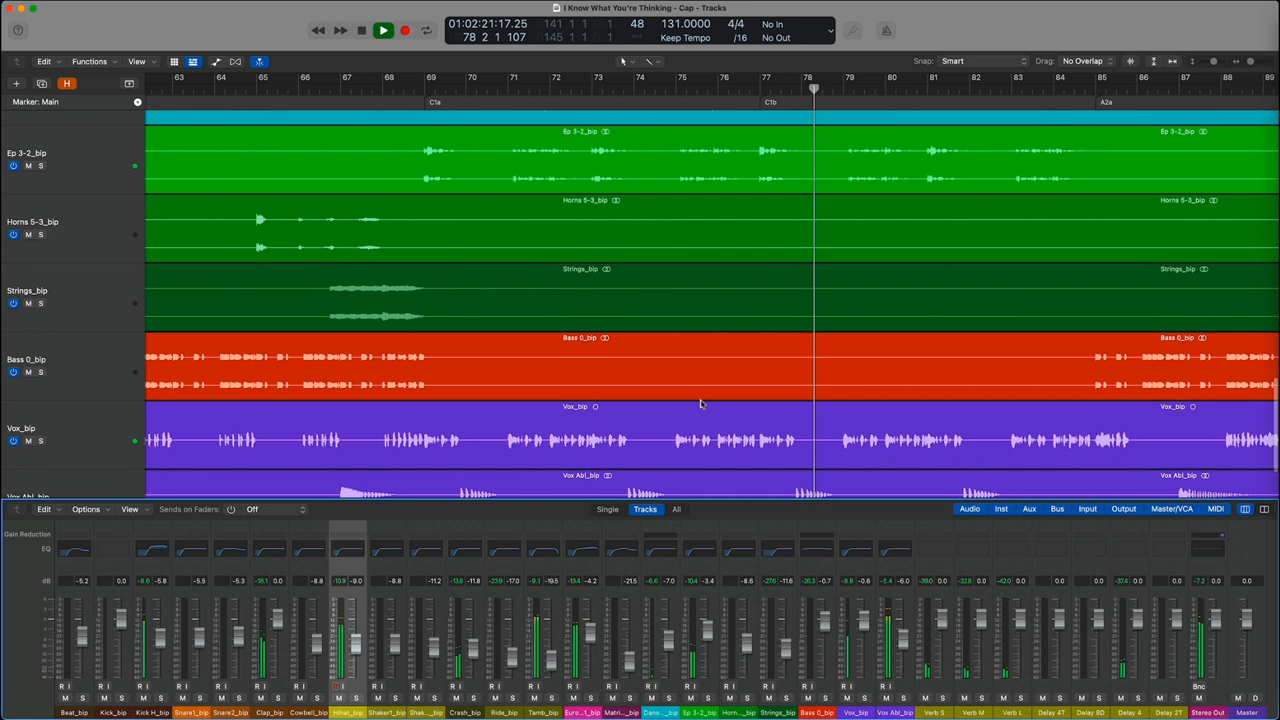 I Know What You're Thinking - Cap - Tracks
01:02:21:17.25 141 1 1 1 48 131.0000 4/4 No In
78 2 1 107 145 1 1 1 Keep Tempo /16 No Out
Edit Functions View Snap: Smart Drag: No Overlap
H 63 64 65 66 67 68 69 70 71 72 73 74 75 76 77 78 79 80 81 82 83 84 85 86 87 88 89
Marker: Main C1a C1b A2a
Ep 3-2_bip Ep 3-2_bip
Ep 3-2_bip
M S
Horns 5-3_bip Horns 5-3_bip
Horns 5-3_bip
M S
Strings_bip Strings_bip
Strings_bip
M S
Bass 0_bip Bass 0_bip
Bass 0_bip
M S
Vox_bip Vox_bip
Vox_bip
M S
Vox Abl_bip Vox Abl_bip
Vox Abl_bip
Edit Options View Sends on Faders: Off Single Tracks All Audio Inst Aux Bus Input Output Master/VCA MIDI
Gain Reduction
EQ
dB -5.2 0.0 -8.6 -5.8 -5.5 -5.3 -18.1 0.0 -8.8 -10.9 -9.0 -8.8 -11.2 -13.8 -11.8 -23.9 -17.0 -9.1 -19.5 -13.4 -4.2 -21.5 -6.6 -7.0 -10.4 -3.4 -8.6 -27.6 -11.6 -26.3 -0.7 -8.8 -0.6 -5.4 -6.0 -39.0 0.0 -32.8 0.0 -42.0 0.0 0.0 0.0 -37.4 0.0 -7.2 0.0 0.0
R I R I R I R I R I R I R I R I R I R I R I R I R I R I R I R I R I R I R I R I R I Bnc
M S M S M S M S M S M S M S M S M S M S M S M S M S M S M S M S M S M S M S M S M S M S M S M S M S M S M S M S M S M D
Beat_bip Kick_bip Kick H_bip Snare1_bip Snare2_bip Clap_bip Cowbell_bip Hihat_bip Shaker1_bip Shak..._bip Crash_bip Ride_bip Tamb_bip Euro...1_bip Matri..._bip Dano..._bip Ep 3-2_bip Horn..._bip Strings_bip Bass 0_bip Vox_bip Vox Abl_bip Verb S Verb M Verb L Delay 4T Delay 8T Delay 4 Delay 2T Stereo Out Master